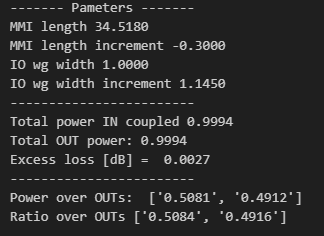 ------- Pameters -------
MMI length 34.5180
MMI length increment -0.3000
IO wg width 1.0000
IO wg width increment 1.1450
------------------------
Total power IN coupled 0.9994
Total OUT power: 0.9994
Excess loss [dB] =  0.0027
------------------------
Power over OUTs:  ['0.5081', '0.4912']
Ratio over OUTs ['0.5084', '0.4916']